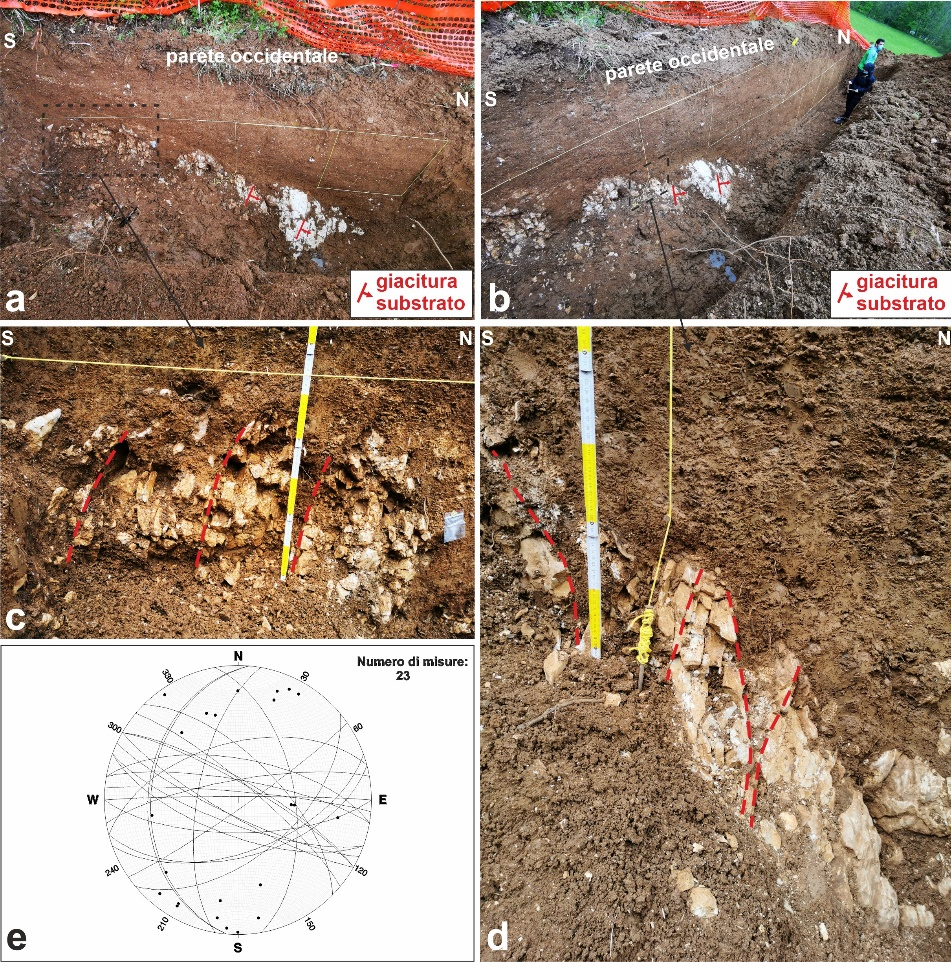 S
parete occidentale
N
giacitura
substrato
a
parete occidentale
N
S
giacitura
substrato
b
S
N
c
S
N
d
N
Numero di misure:
23
330
30
300
60
W
E
240
120
210
150
S
e